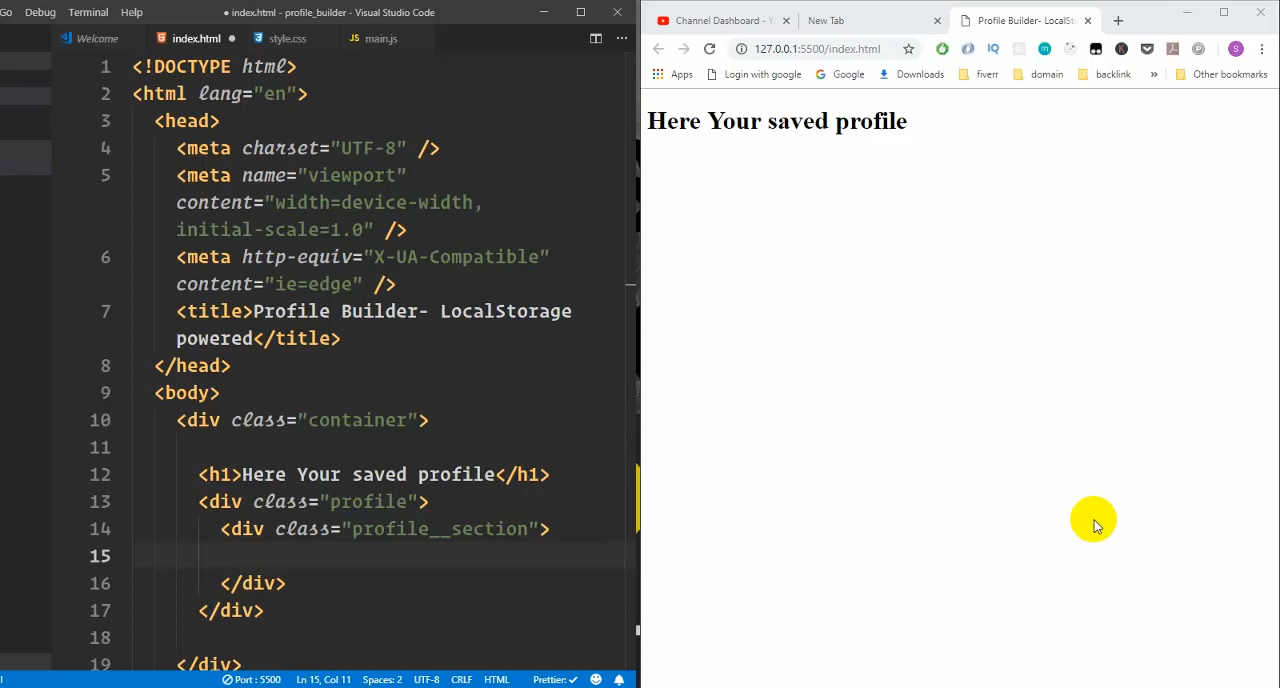 Go Debug Terminal Help ● index.html - profile_builder - Visual Studio Code
Welcome index.html ● style.css JS main.js ...
1 <!DOCTYPE html>
2 <html lang="en">
3 <head>
4 <meta charset="UTF-8" />
5 <meta name="viewport"
content="width=device-width,
initial-scale=1.0" />
6 <meta http-equiv="X-UA-Compatible"
content="ie=edge" />
7 <title>Profile Builder- LocalStorage
powered</title>
8 </head>
9 <body>
10 <div class="container">
11
12 <h1>Here Your saved profile</h1>
13 <div class="profile">
14 <div class="profile__section">
15
16 </div>
17 </div>
18
19 </div>
Port : 5500 Ln 15, Col 11 Spaces: 2 UTF-8 CRLF HTML Prettier: ✓
Channel Dashboard - New Tab Profile Builder- LocalSt
127.0.0.1:5500/index.html IQ S
Apps Login with google Google Downloads fiverr domain backlink » Other bookmarks
Here Your saved profile